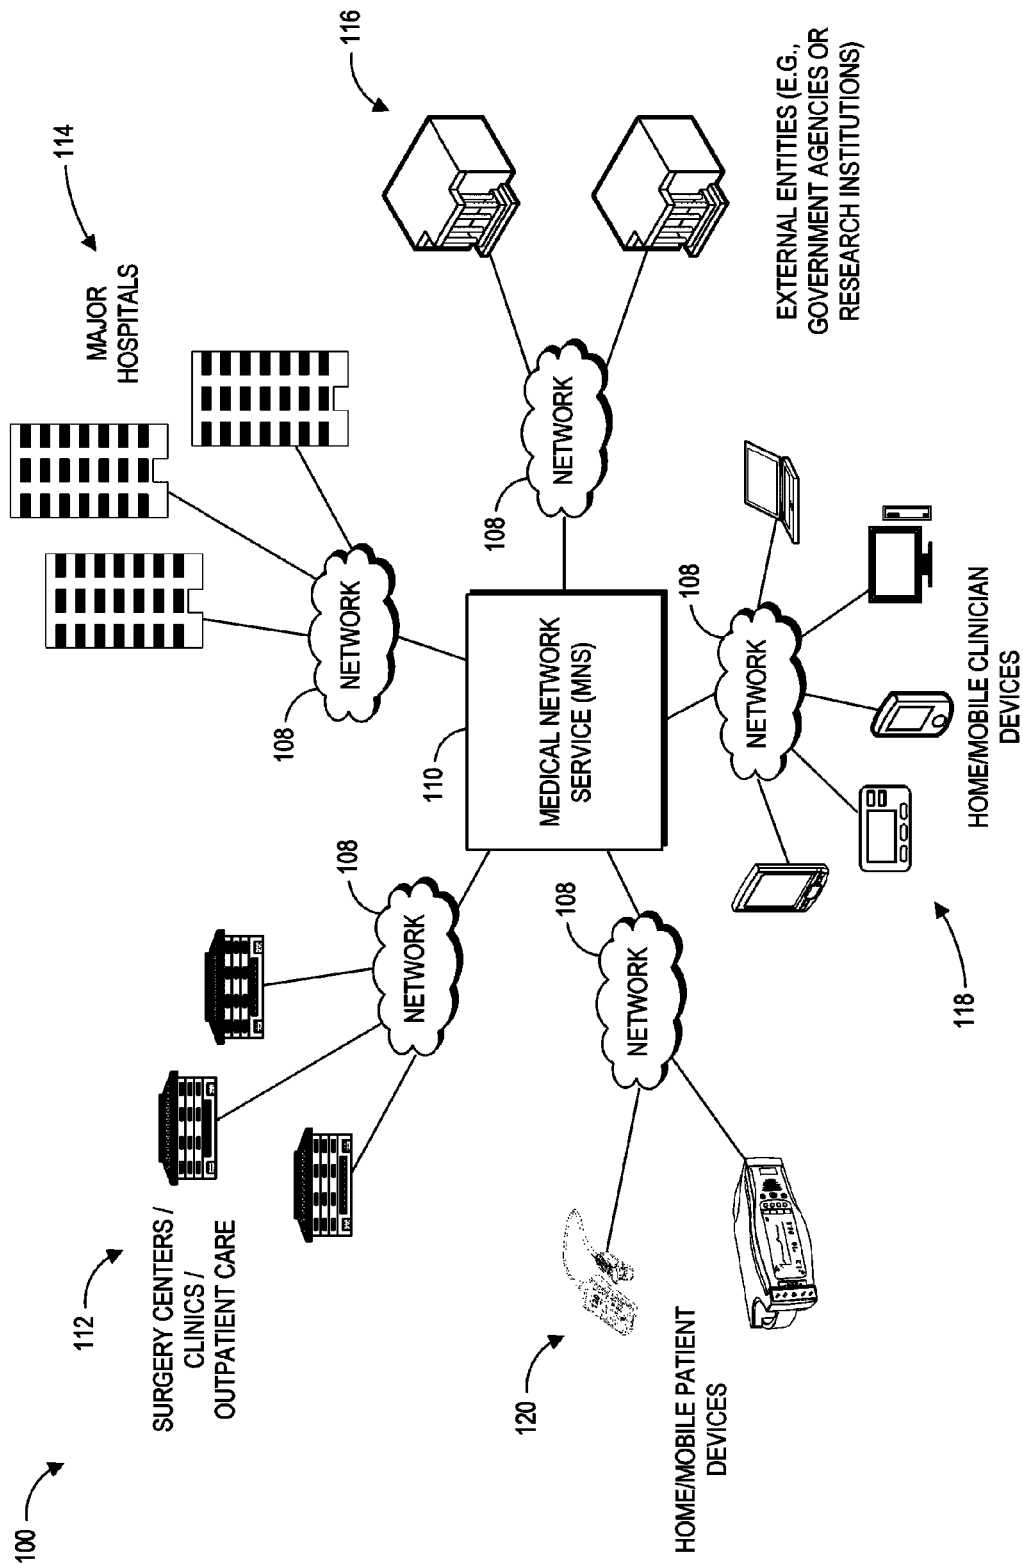 100
112
SURGERY CENTERS /
CLINICS /
OUTPATIENT CARE
MAJOR
HOSPITALS
114
116
108
NETWORK
108
NETWORK
110
MEDICAL NETWORK
SERVICE (MNS)
108
NETWORK
EXTERNAL ENTITIES (E.G.,
GOVERNMENT AGENCIES OR
RESEARCH INSTITUTIONS)
120
HOME/MOBILE PATIENT
DEVICES
108
NETWORK
108
NETWORK
118
HOME/MOBILE CLINICIAN
DEVICES